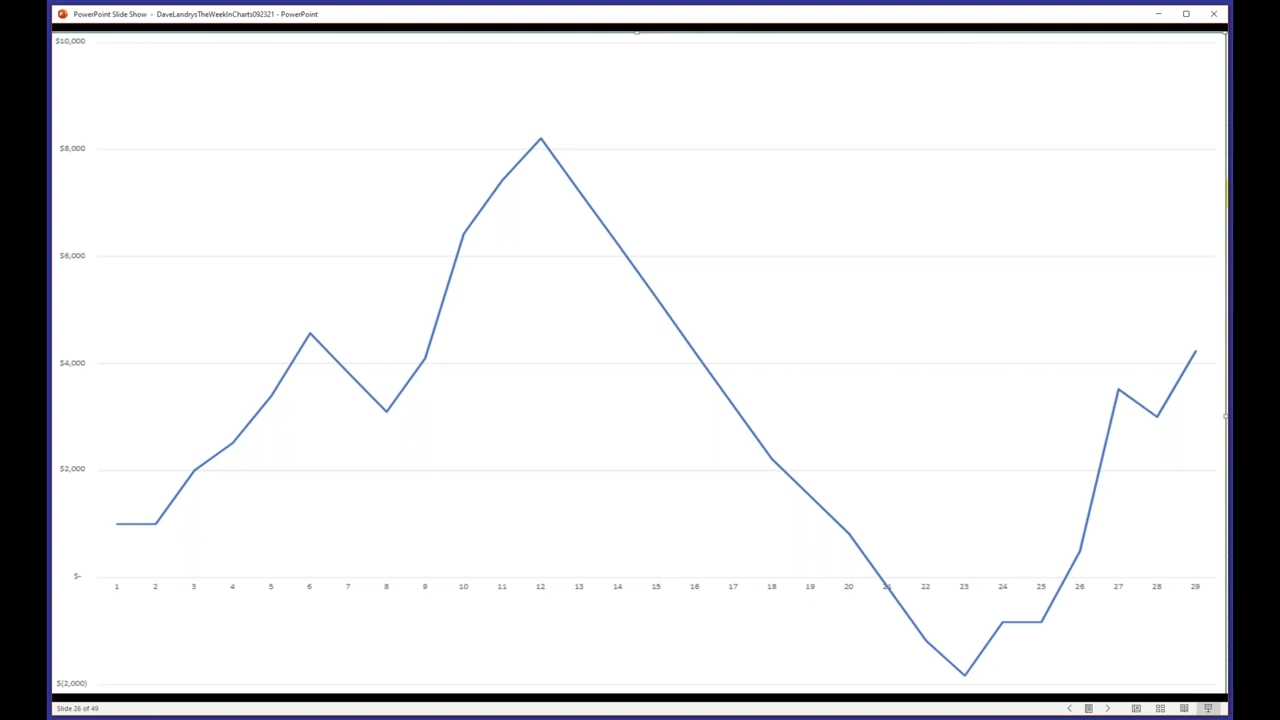 PowerPoint Slide Show - DaveLandrysTheWeekInCharts092321 - PowerPoint
$10,000
$8,000
$6,000
$4,000
$2,000
$-
1 2 3 4 5 6 7 8 9 10 11 12 13 14 15 16 17 18 19 20 21 22 23 24 25 26 27 28 29
$(2,000)
Slide 26 of 49